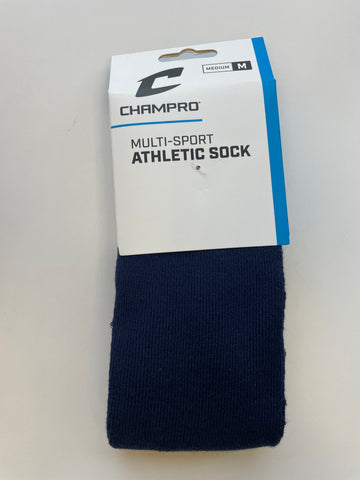 MEDIUM M
CHAMPRO®
MULTI-SPORT
ATHLETIC SOCK